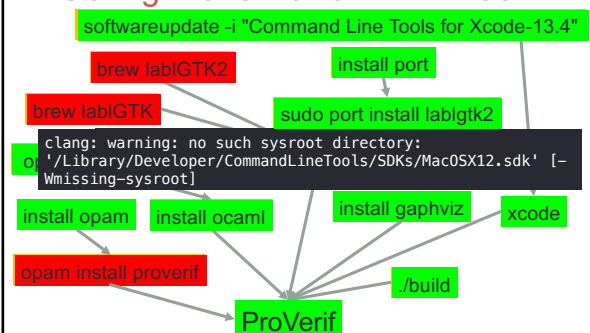 softwareupdate -i "Command Line Tools for Xcode-13.4"
brew lablGTK2
install port
brew lablGTK
sudo port install lablgtk2
clang: warning: no such sysroot directory:
'/Library/Developer/CommandLineTools/SDKs/MacOSX12.sdk' [-
Wmissing-sysroot]
install opam
install ocaml
install gaphviz
xcode
opam install proverif
./build
ProVerif